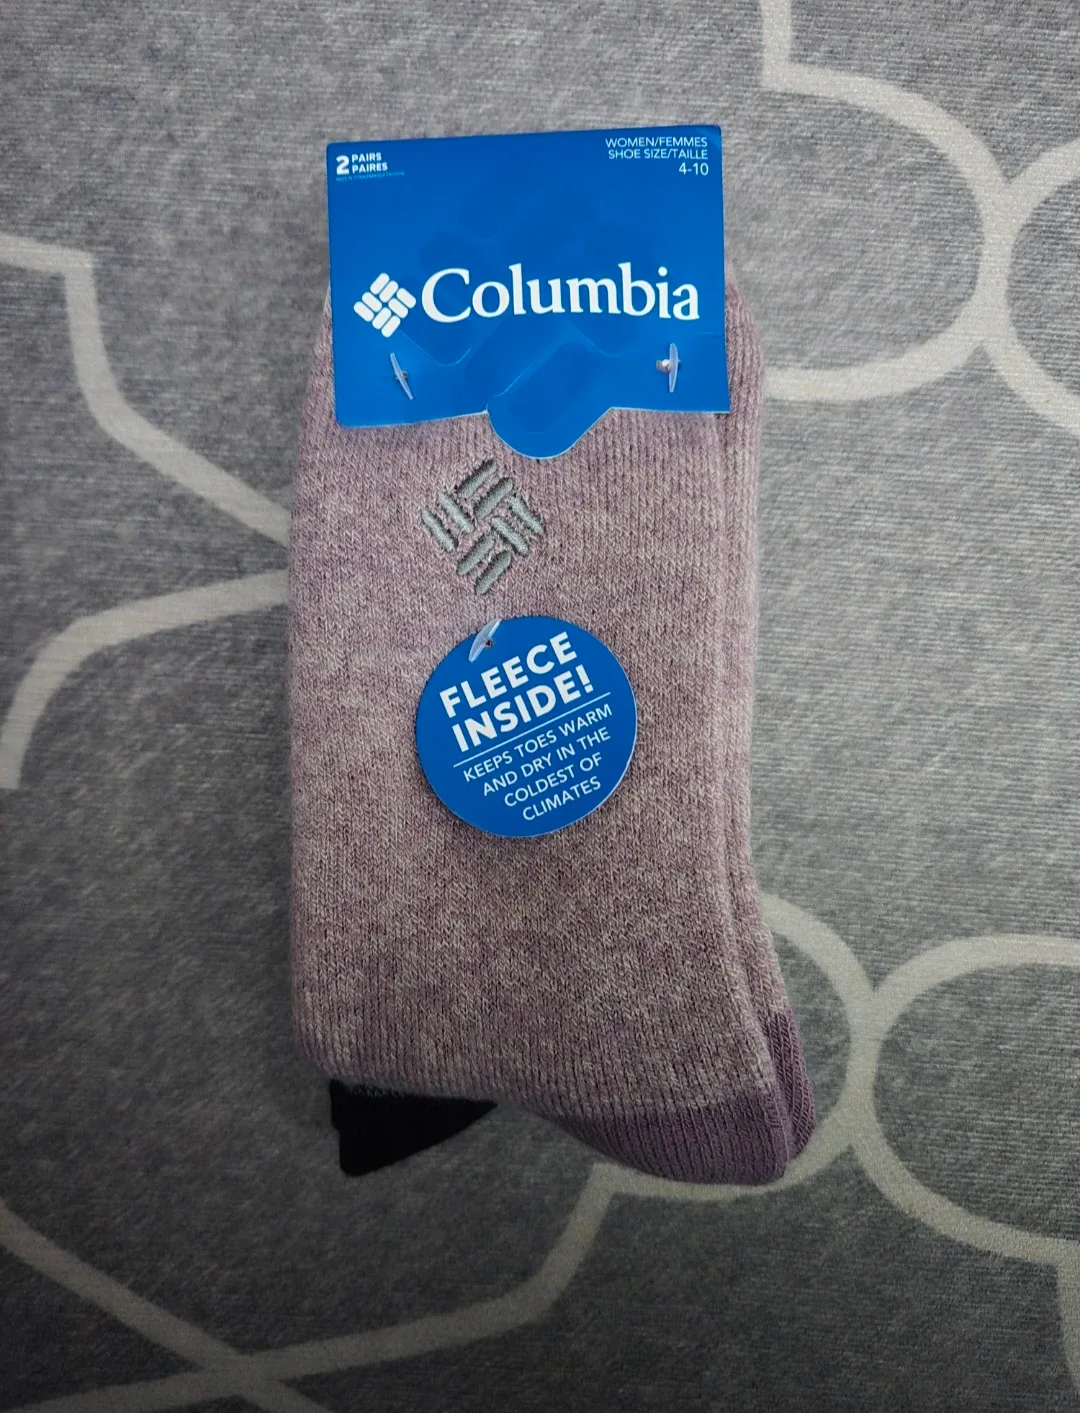 2 PAIRS
PAIRES
WOMEN/FEMMES
SHOE SIZE/TAILLE
4-10
Columbia
FLEECE
INSIDE!
KEEPS TOES WARM
AND DRY IN THE
COLDEST OF
CLIMATES